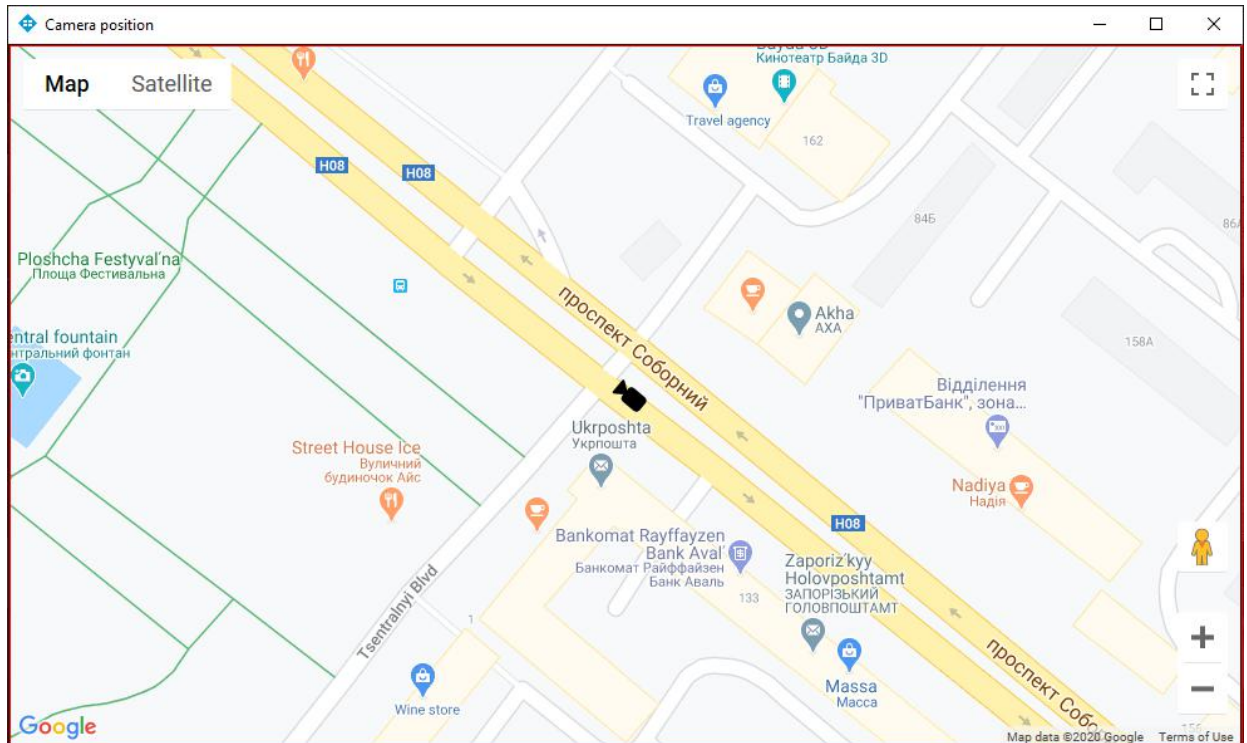 Camera position
Map Satellite
Кинотеатр Байда 3D
Travel agency
162
H08
H08
84Б
Ploshcha Festyval'na
Площа Фестивальна
проспект Соборний
Akha
АХА
158А
entral fountain
нтральний фонтан
Відділення
"ПриватБанк", зона...
Ukrposhta
Укрпошта
Street House Ice
Вуличний
будиночок Айс
Nadiya
Надія
H08
Bankomat Rayffayzen
Bank Aval'
Банкомат Райффайзен
Банк Аваль
Zaporiz'kyy
Holovposhtamt
ЗАПОРІЗЬКИЙ
ГОЛОВПОШТАМТ
133
1
Tsentralnyi Blvd
проспект Собор
Massa
Масса
Wine store
Google
Map data ©2020 Google Terms of Use